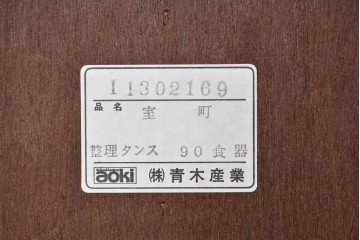 11302169
品名 室町
整理タンス 90食器
aoki ㈱青木産業